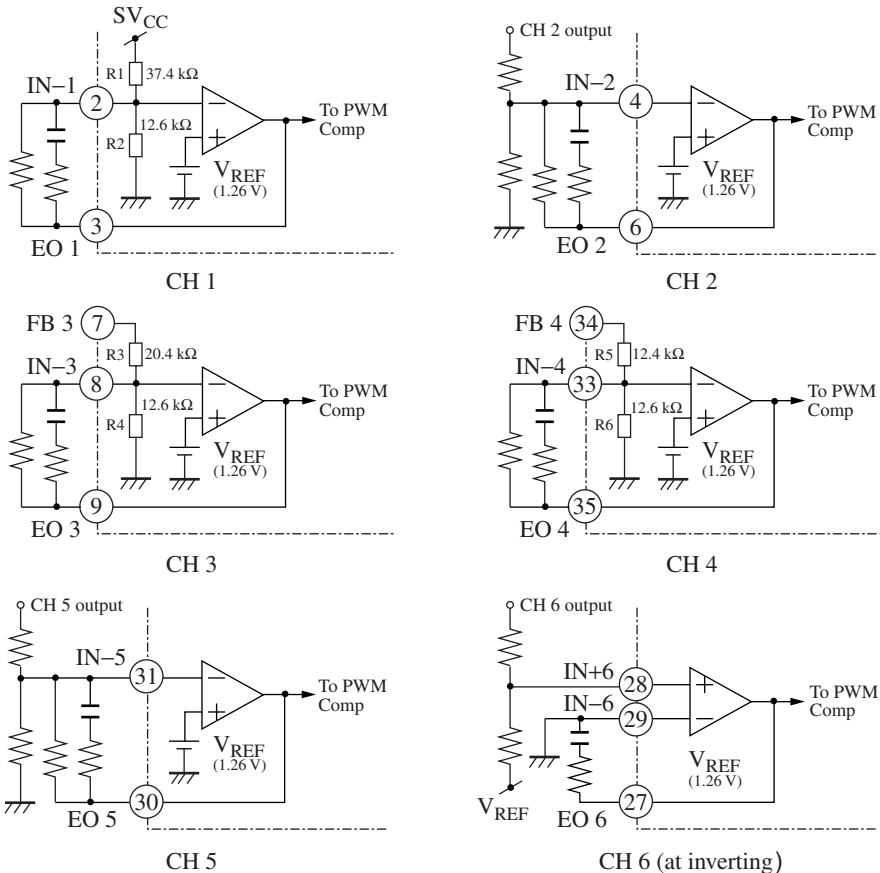 SVCC
R1 37.4 kΩ
IN−1
2
12.6 kΩ
R2
−
+
To PWM
Comp
VREF
(1.26 V)
3
EO 1
CH 1
CH 2 output
IN−2
4
−
+
To PWM
Comp
VREF
(1.26 V)
6
EO 2
CH 2
FB 3
7
R3 20.4 kΩ
IN−3
8
12.6 kΩ
R4
−
+
To PWM
Comp
VREF
(1.26 V)
9
EO 3
CH 3
FB 4
34
R5 12.4 kΩ
IN−4
33
12.6 kΩ
R6
−
+
To PWM
Comp
VREF
(1.26 V)
35
EO 4
CH 4
CH 5 output
IN−5
31
−
+
To PWM
Comp
VREF
(1.26 V)
30
EO 5
CH 5
CH 6 output
IN+6
28
IN−6
29
+
−
To PWM
Comp
VREF
(1.26 V)
VREF
27
EO 6
CH 6 (at inverting)